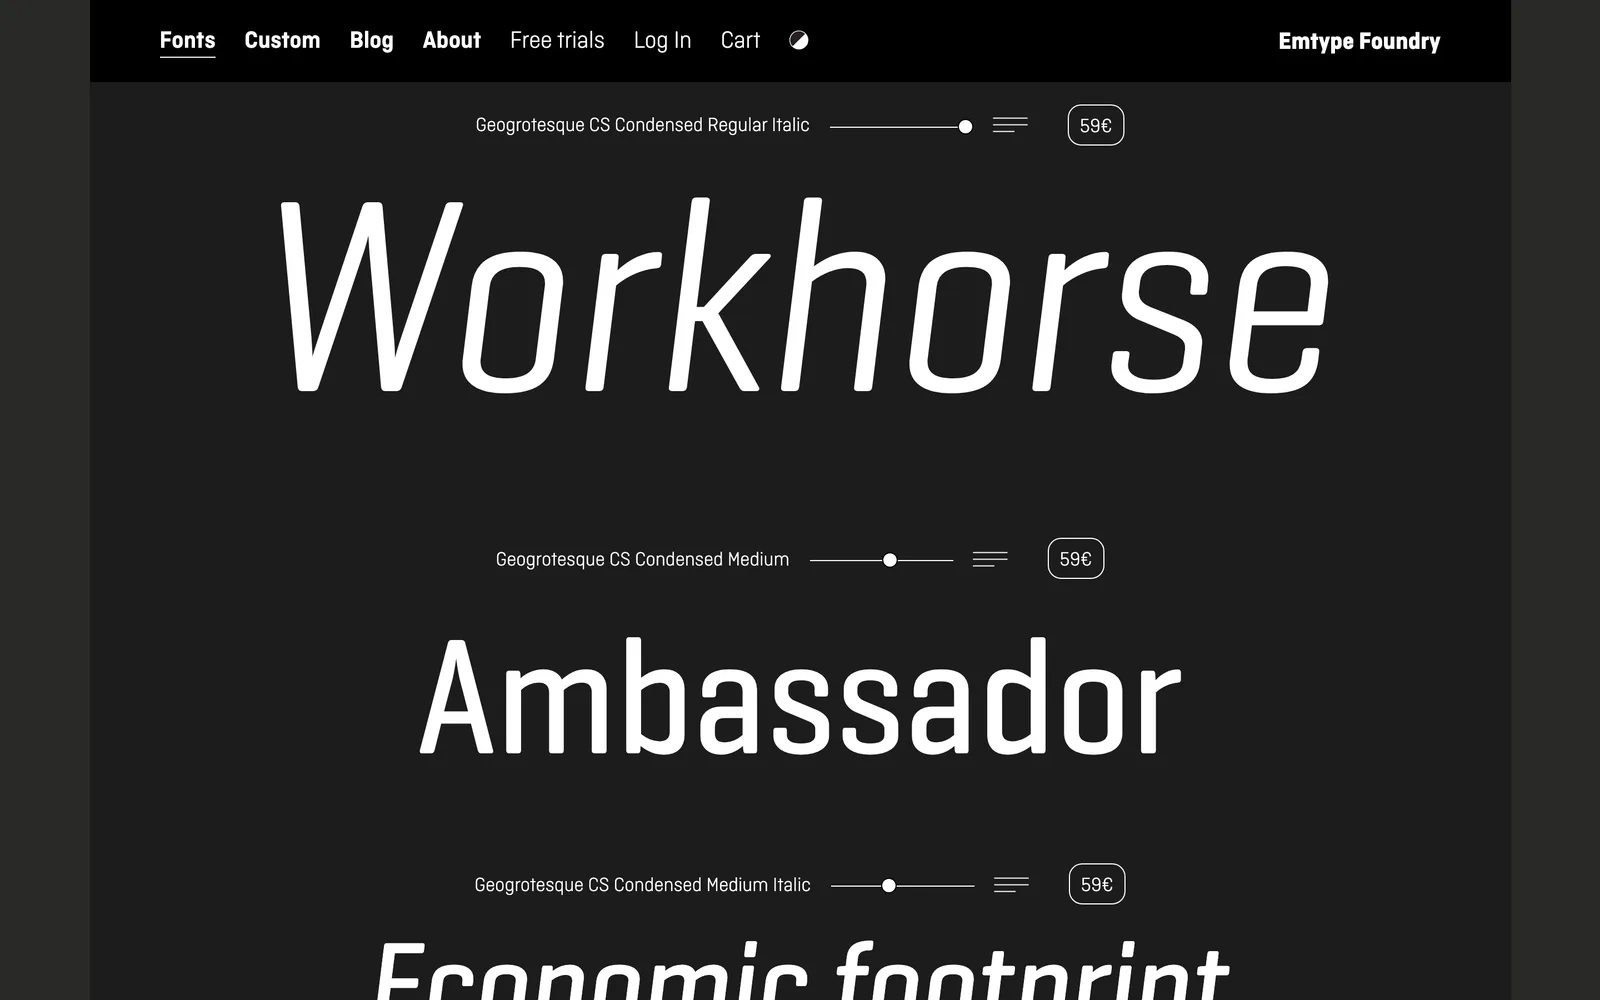 Fonts Custom Blog About Free trials Log In Cart Emtype Foundry
Geogrotesque CS Condensed Regular Italic 59€
Workhorse
Geogrotesque CS Condensed Medium 59€
Ambassador
Geogrotesque CS Condensed Medium Italic 59€
Economic footprint